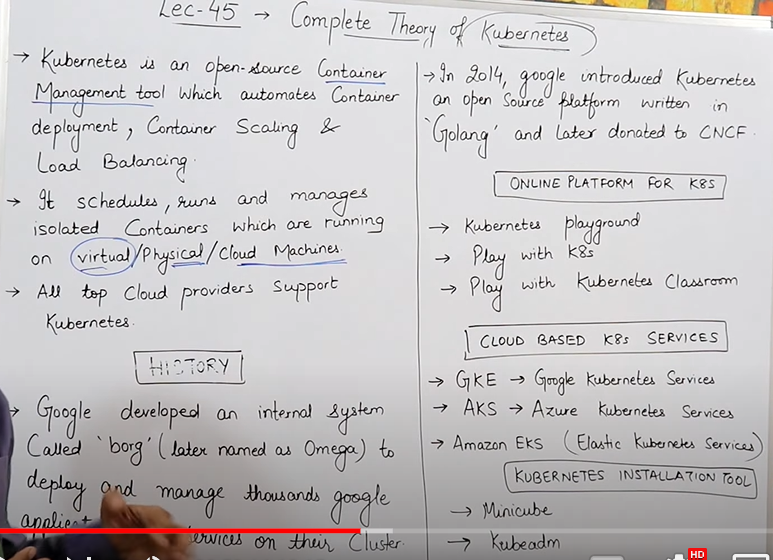 Lec-45 → Complete Theory of Kubernetes
→ Kubernetes is an open-source Container
Management tool which automates Container
deployment, Container Scaling &
Load Balancing.
→ It schedules, runs and manages
isolated Containers which are running
on virtual/Physical/Cloud Machines.
→ All top Cloud providers support
Kubernetes.
HISTORY
→ Google developed an internal system
Called 'borg' (later named as Omega) to
deploy and manage thousands google
on their Cluster.
→ In 2014, google introduced Kubernetes
an open source platform written in
'Golang' and later donated to CNCF.
ONLINE PLATFORM FOR K8s
→ Kubernetes playground
→ Play with K8s
→ Play with Kubernetes Classroom
CLOUD BASED K8s SERVICES
→ GKE → Google Kubernetes Services
→ AKS → Azure Kubernetes Services
→ Amazon EKS (Elastic Kubernetes Services)
KUBERNETES INSTALLATION TOOL
→ Minicube
→ Kubeadm
HD